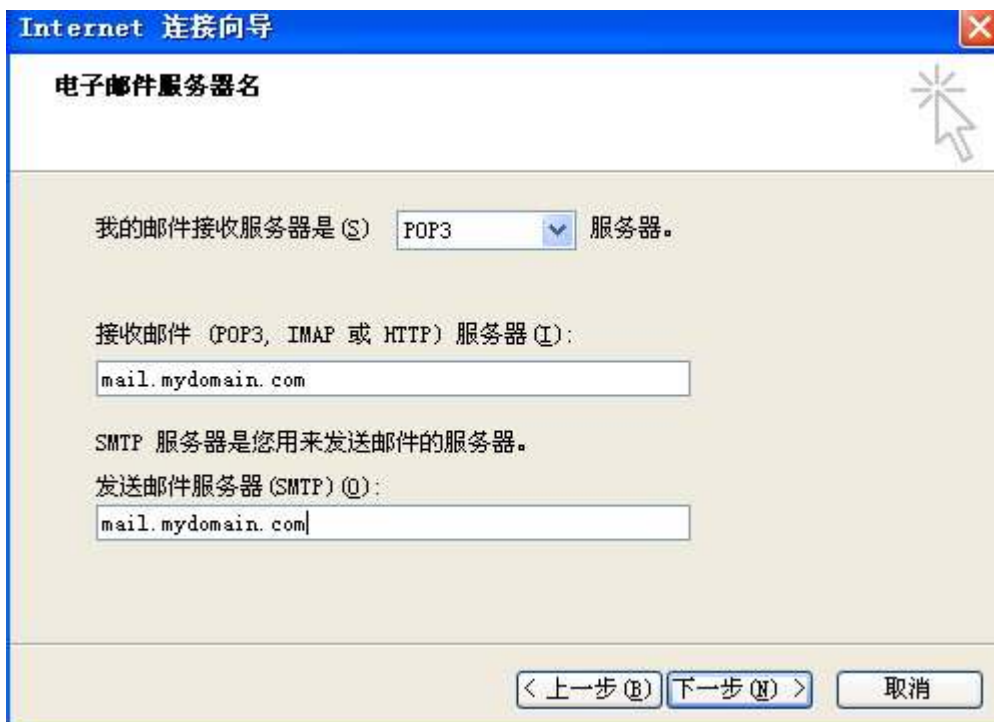 Internet 连接向导
电子邮件服务器名
我的邮件接收服务器是(S) POP3 服务器。
接收邮件 (POP3, IMAP 或 HTTP) 服务器(I):
mail.mydomain.com
SMTP 服务器是您用来发送邮件的服务器。
发送邮件服务器(SMTP)(O):
mail.mydomain.com
< 上一步(B) 下一步(N) > 取消